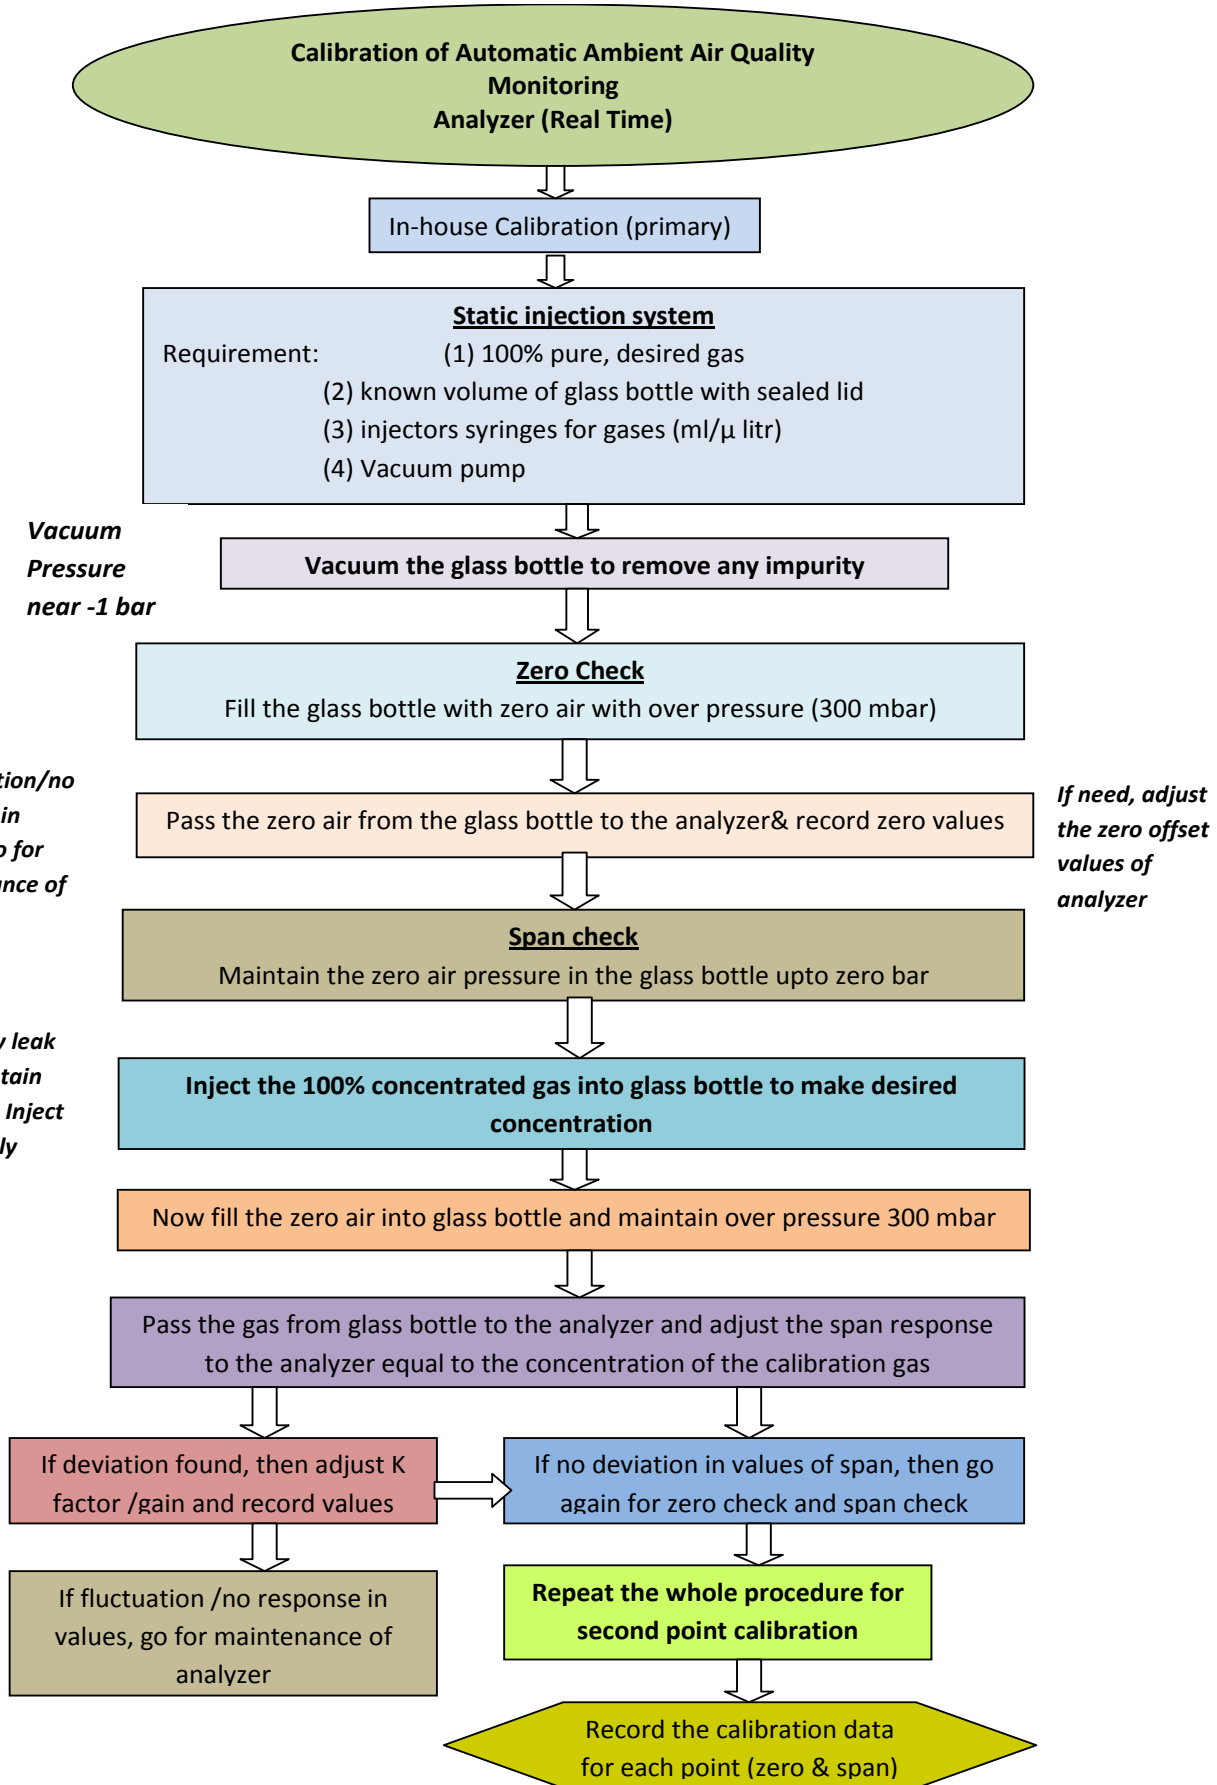 Calibration of Automatic Ambient Air Quality
Monitoring
Analyzer (Real Time)
In-house Calibration (primary)
Static injection system
Requirement: (1) 100% pure, desired gas
(2) known volume of glass bottle with sealed lid
(3) injectors syringes for gases (ml/μ litr)
(4) Vacuum pump
Vacuum
Pressure
near -1 bar
Vacuum the glass bottle to remove any impurity
Zero Check
Fill the glass bottle with zero air with over pressure (300 mbar)
tion/no
in
o for
ance of
Pass the zero air from the glass bottle to the analyzer& record zero values
If need, adjust
the zero offset
values of
analyzer
Span check
Maintain the zero air pressure in the glass bottle upto zero bar
y leak
tain
Inject
ly
Inject the 100% concentrated gas into glass bottle to make desired
concentration
Now fill the zero air into glass bottle and maintain over pressure 300 mbar
Pass the gas from glass bottle to the analyzer and adjust the span response
to the analyzer equal to the concentration of the calibration gas
If deviation found, then adjust K
factor /gain and record values
If no deviation in values of span, then go
again for zero check and span check
If fluctuation /no response in
values, go for maintenance of
analyzer
Repeat the whole procedure for
second point calibration
Record the calibration data
for each point (zero & span)